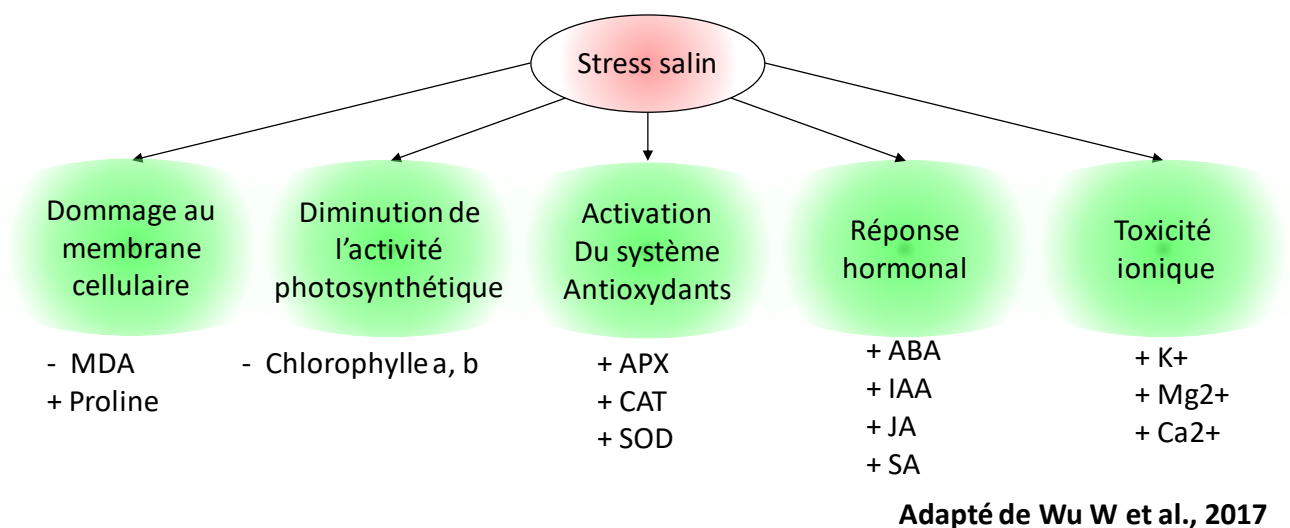 Stress salin
Dommage au
membrane
cellulaire
- MDA
+ Proline
Diminution de
l'activité
photosynthétique
- Chlorophylle a, b
Activation
Du système
Antioxydants
+ APX
+ CAT
+ SOD
Réponse
hormonal
+ ABA
+ IAA
+ JA
+ SA
Toxicité
ionique
+ K+
+ Mg2+
+ Ca2+
Adapté de Wu W et al., 2017